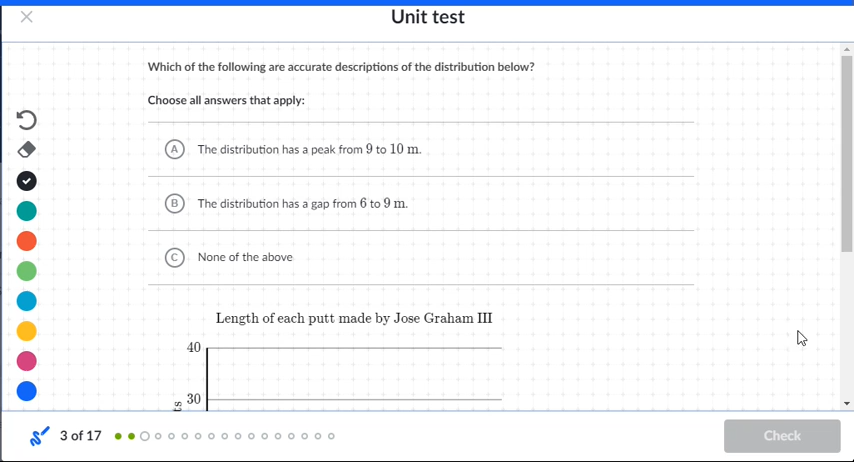 Unit test
Which of the following are accurate descriptions of the distribution below?
Choose all answers that apply:
A The distribution has a peak from 9 to 10 m.
B The distribution has a gap from 6 to 9 m.
C None of the above
Length of each putt made by Jose Graham III
40
30
ts
3 of 17
Check